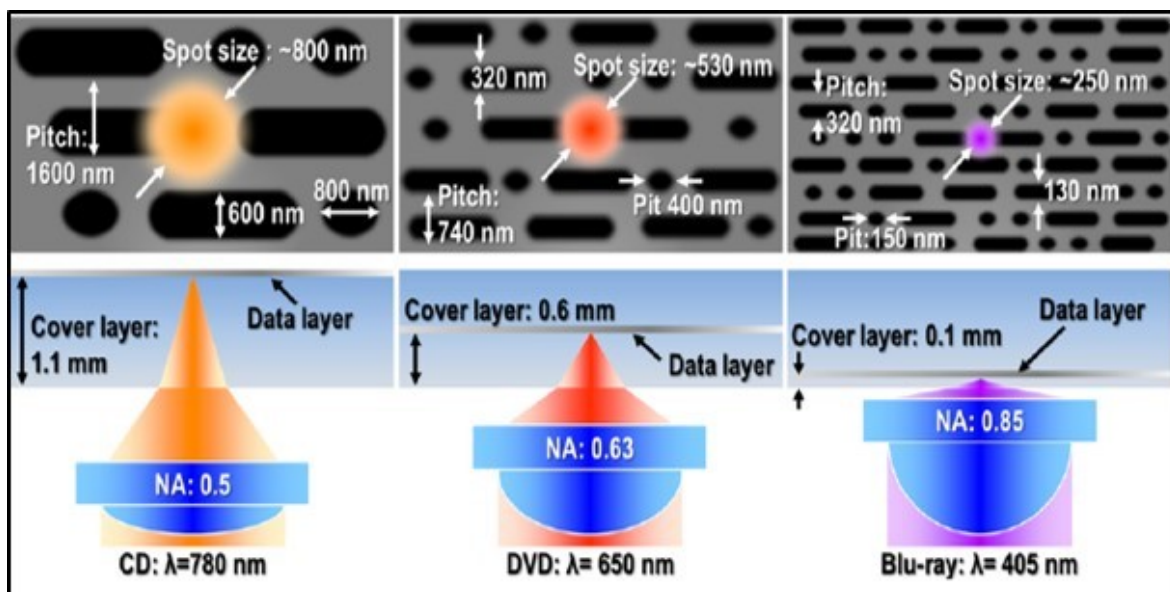 Spot size : ~800 nm
Pitch:
1600 nm
600 nm
800 nm
320 nm
Spot size: ~530 nm
Pit 400 nm
Pitch:
740 nm
Pitch:
320 nm
Spot size: ~250 nm
130 nm
Pit:150 nm
Cover layer:
1.1 mm
Data layer
NA: 0.5
CD: λ=780 nm
Cover layer: 0.6 mm
Data layer
NA: 0.63
DVD: λ= 650 nm
Data layer
Cover layer: 0.1 mm
NA: 0.85
Blu-ray: λ= 405 nm